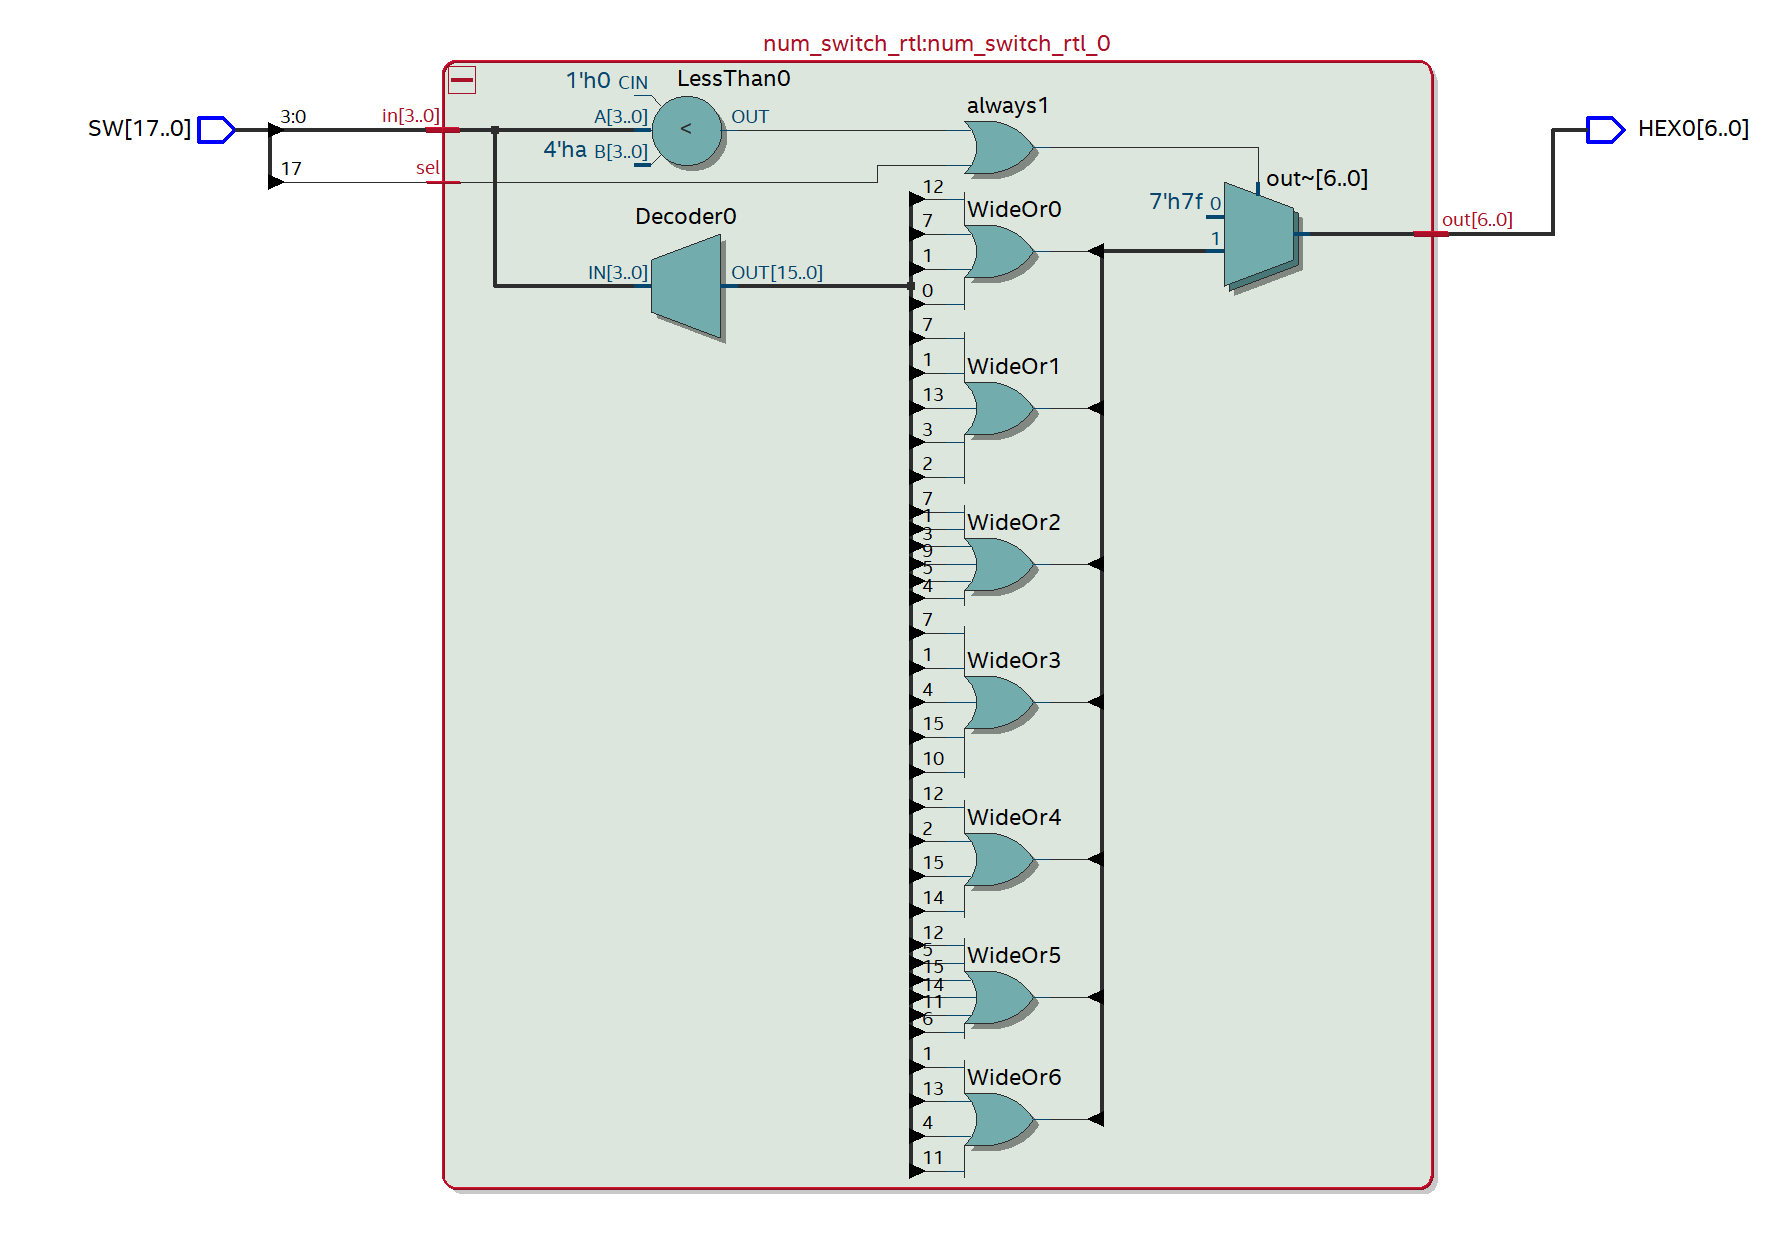 num_switch_rtl:num_switch_rtl_0
1'h0 CIN
LessThan0
SW[17..0]
3:0
in[3..0]
A[3..0]
<
OUT
always1
HEX0[6..0]
4'ha B[3..0]
17
sel
out~[6..0]
7'h7f 0
1
out[6..0]
Decoder0
IN[3..0]
OUT[15..0]
12
WideOr0
7
1
0
7
WideOr1
1
13
3
2
7
WideOr2
1
3
9
5
4
7
WideOr3
1
4
15
10
12
WideOr4
2
15
14
12
WideOr5
5
15
14
11
6
1
WideOr6
13
4
11